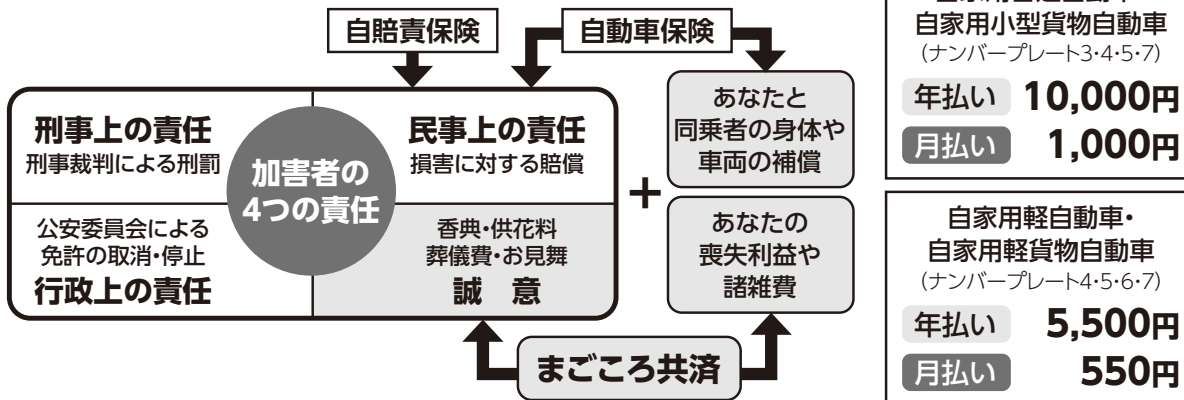 自賠責保険
自動車保険
刑事上の責任
刑事裁判による刑罰
民事上の責任
損害に対する賠償
加害者の
4つの責任
公安委員会による
免許の取消・停止
行政上の責任
香典・供花料
葬儀費・お見舞
誠 意
+
あなたと
同乗者の身体や
車両の補償
あなたの
喪失利益や
諸雑費
まごころ共済
自家用小型貨物自動車
(ナンバープレート3・4・5・7)
年払い 10,000円
月払い 1,000円
自家用軽自動車・
自家用軽貨物自動車
(ナンバープレート4・5・6・7)
年払い 5,500円
月払い 550円